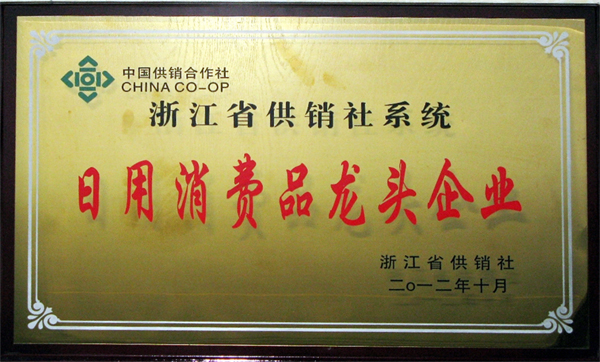 中国供销合作社
CHINA CO-OP
浙江省供销社系统
日用消费品龙头企业
浙江省供销社
二o一二年十月